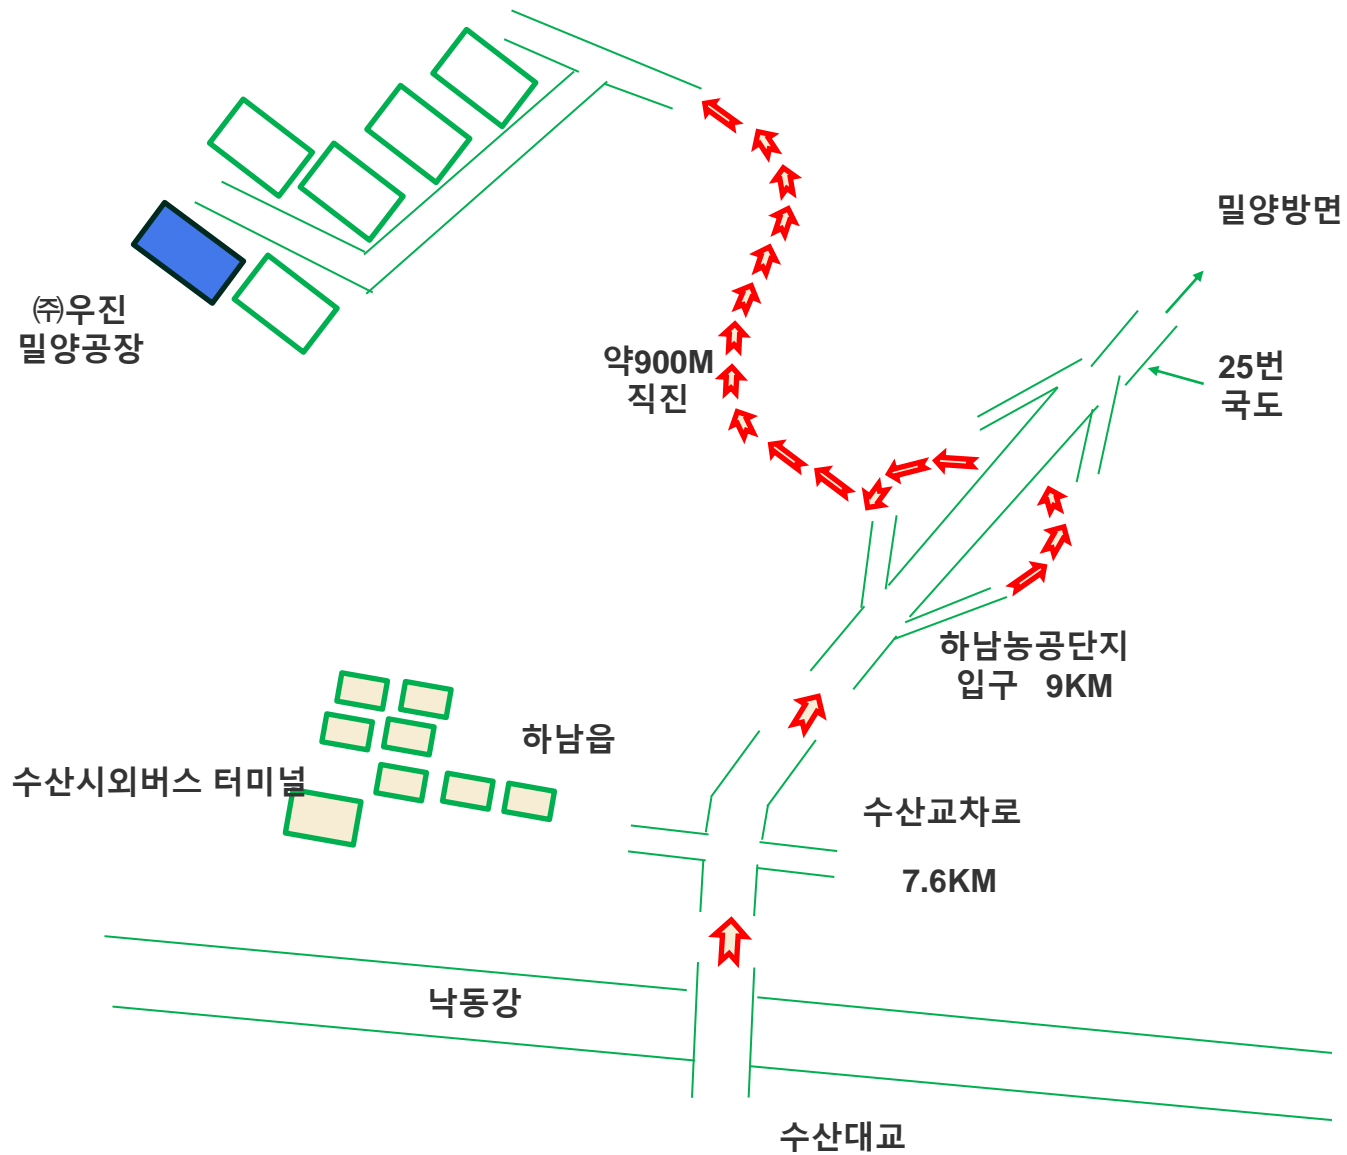 밀양방면
㈜우진
밀양공장
약900M
직진
25번
국도
하남농공단지
입구 9KM
하남읍
수산시외버스 터미널
수산교차로
7.6KM
낙동강
수산대교